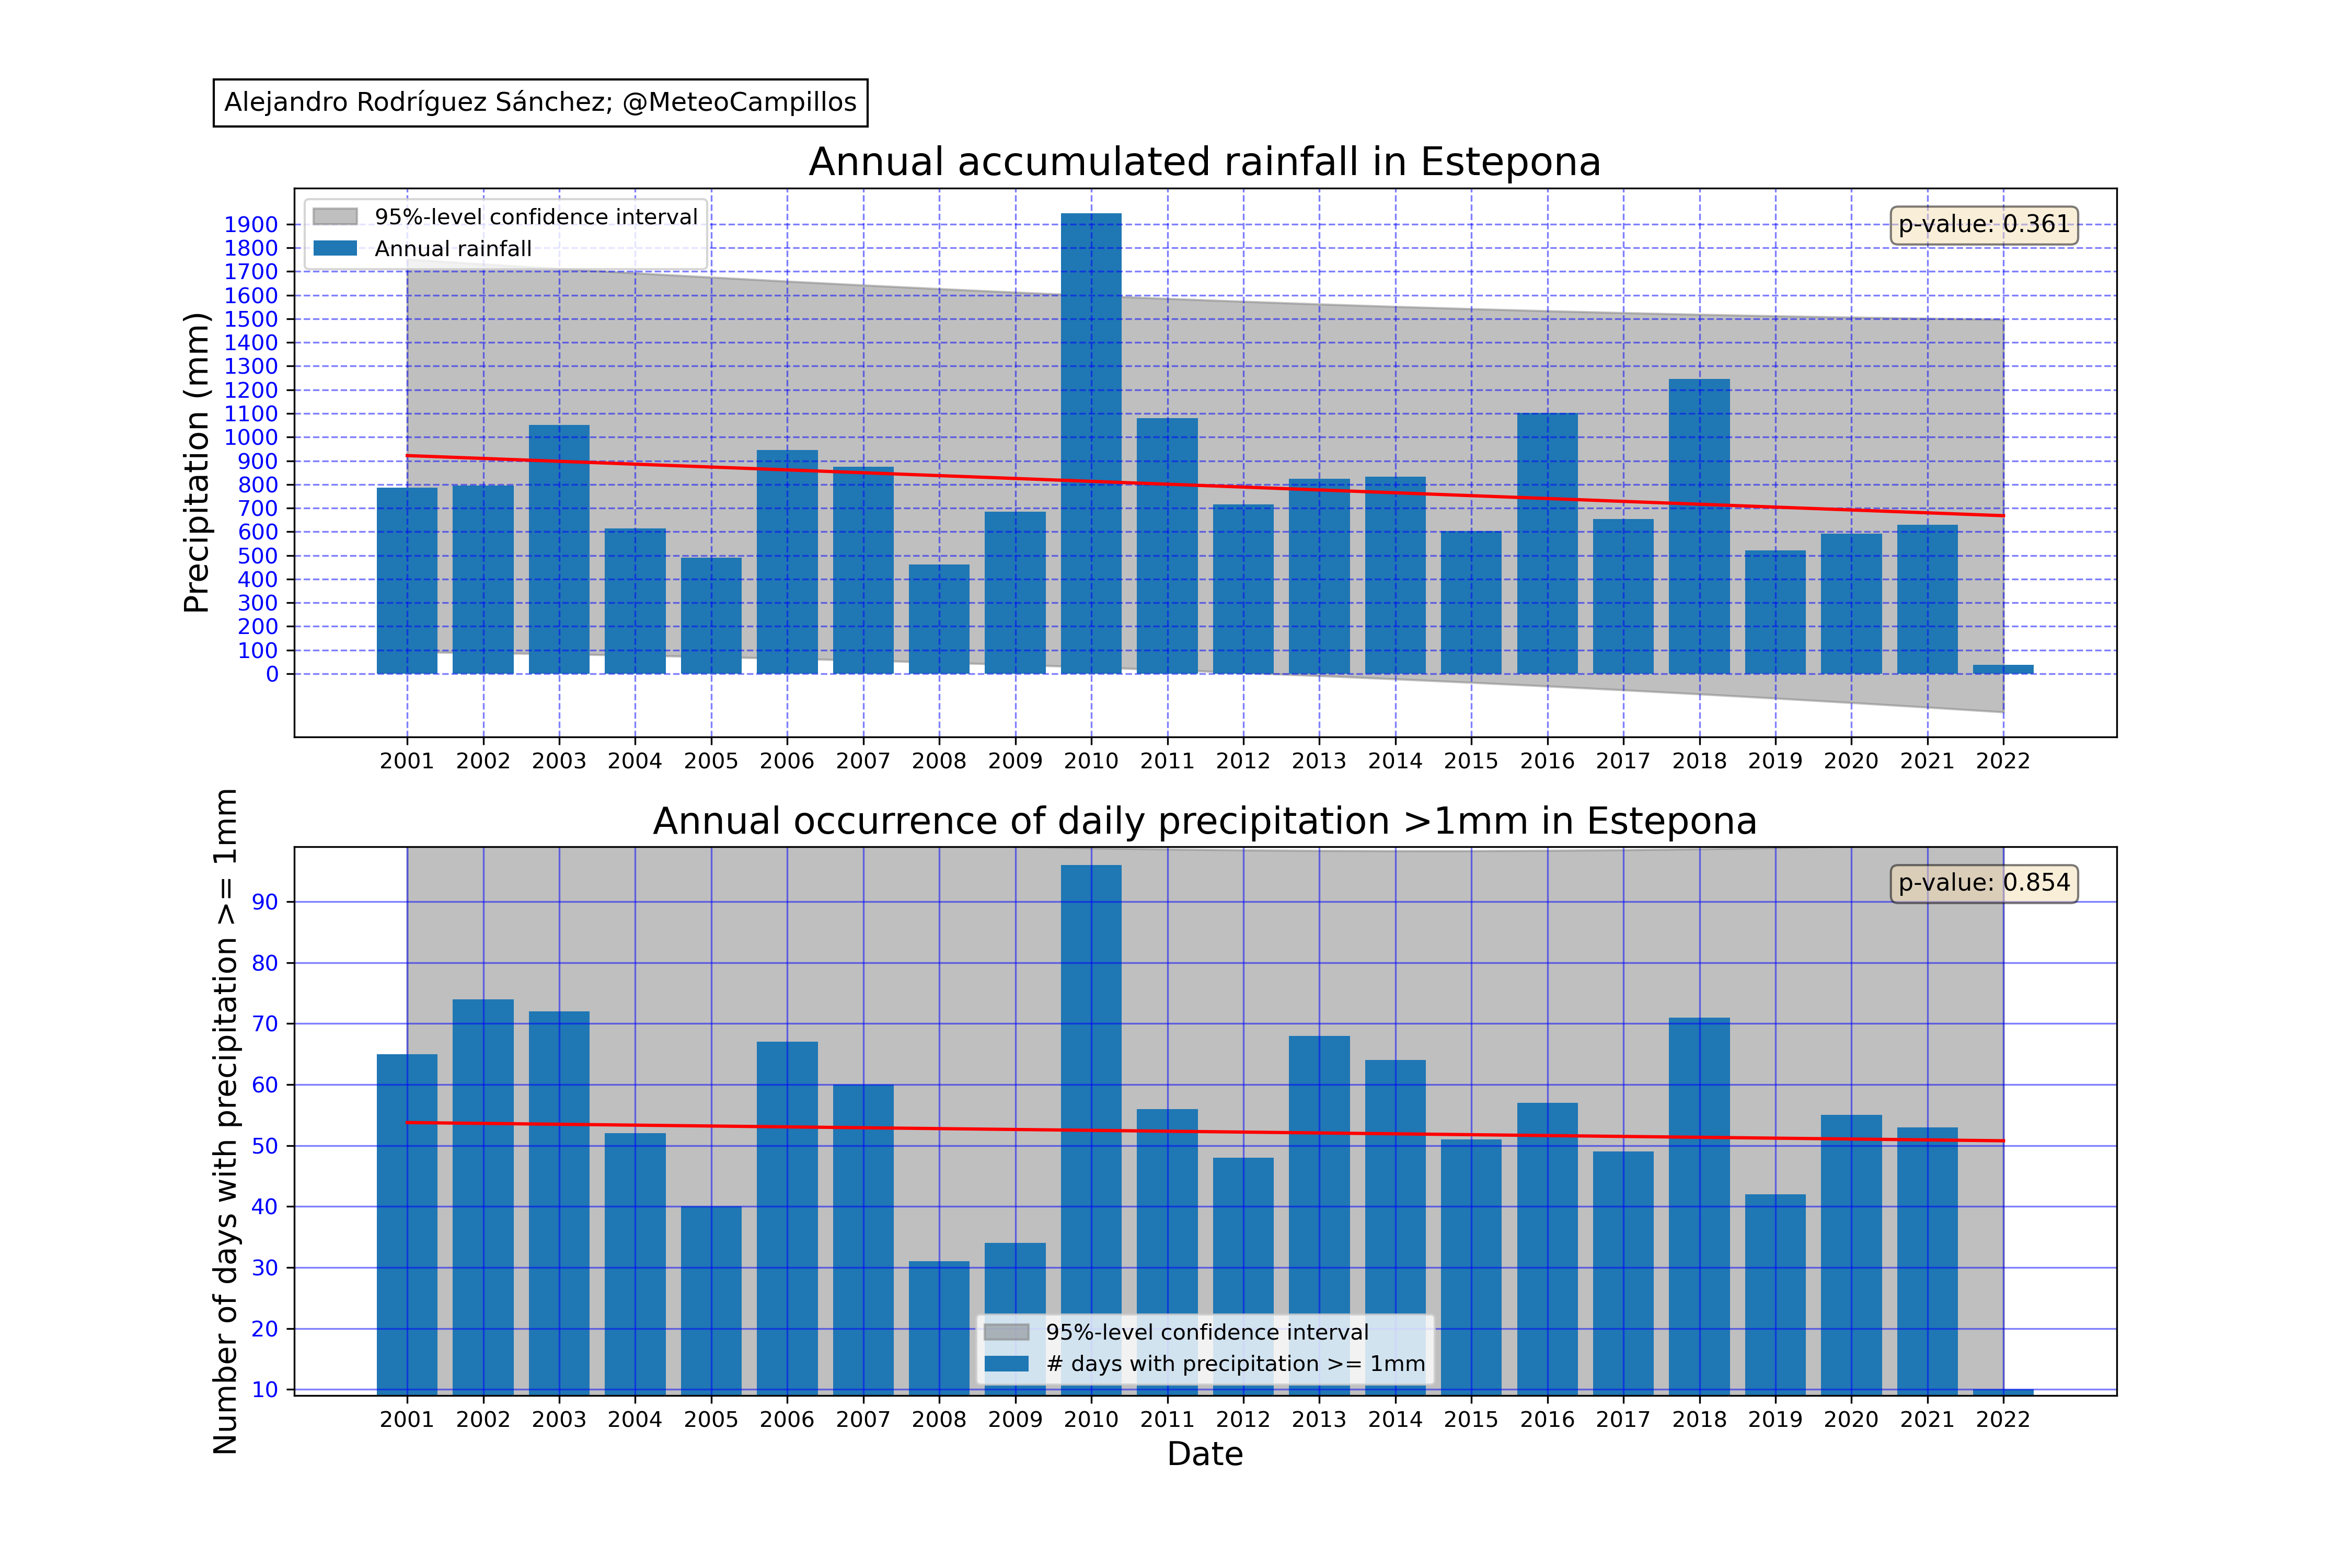 Alejandro Rodríguez Sánchez; @MeteoCampillos
Annual accumulated rainfall in Estepona
95%-level confidence interval
Annual rainfall
p-value: 0.361
Precipitation (mm)
1900
1800
1700
1600
1500
1400
1300
1200
1100
1000
900
800
700
600
500
400
300
200
100
0
2001 2002 2003 2004 2005 2006 2007 2008 2009 2010 2011 2012 2013 2014 2015 2016 2017 2018 2019 2020 2021 2022
Annual occurrence of daily precipitation >1mm in Estepona
p-value: 0.854
Number of days with precipitation >= 1mm
90
80
70
60
50
40
30
20
10
95%-level confidence interval
# days with precipitation >= 1mm
2001 2002 2003 2004 2005 2006 2007 2008 2009 2010 2011 2012 2013 2014 2015 2016 2017 2018 2019 2020 2021 2022
Date